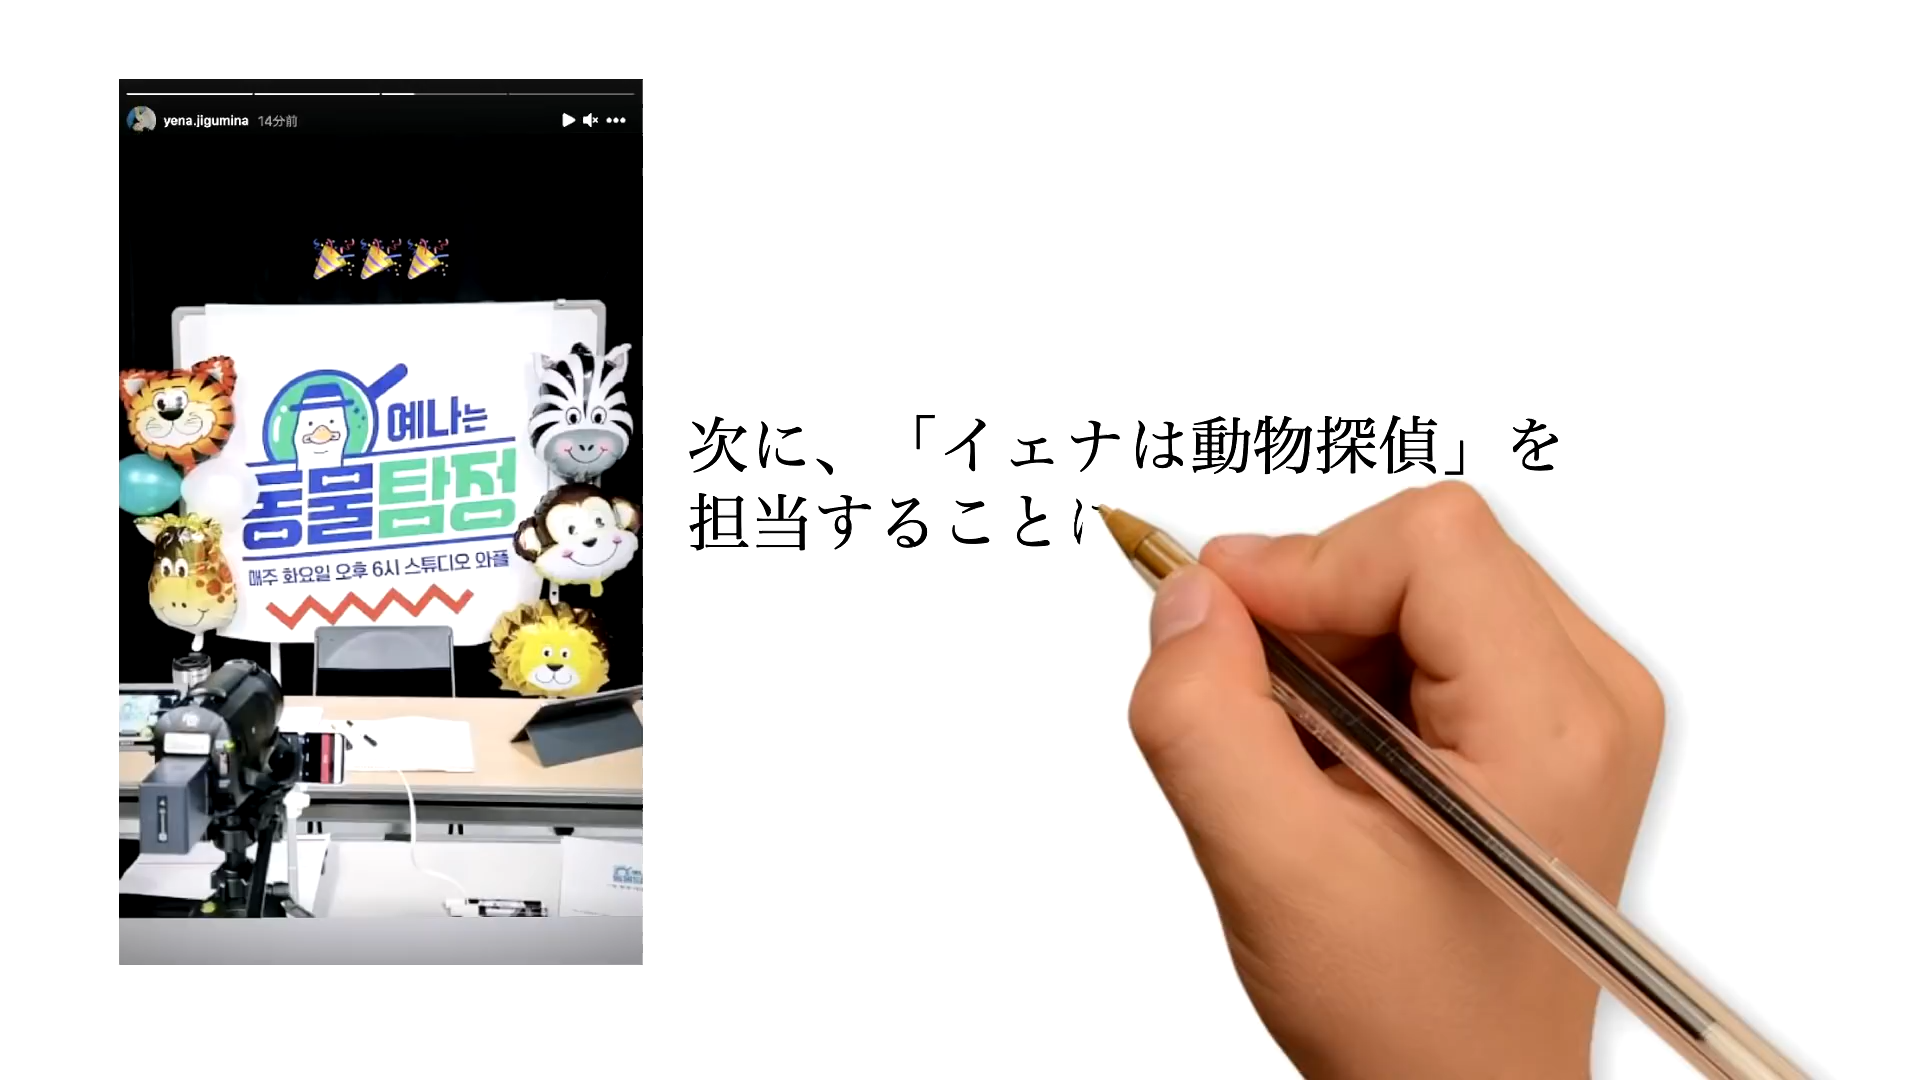 yena.jigumina 14分前
예나는
동물탐정
매주 화요일 오후 6시 스튜디오 와플
次に、「イェナは動物探偵」を
担当することに